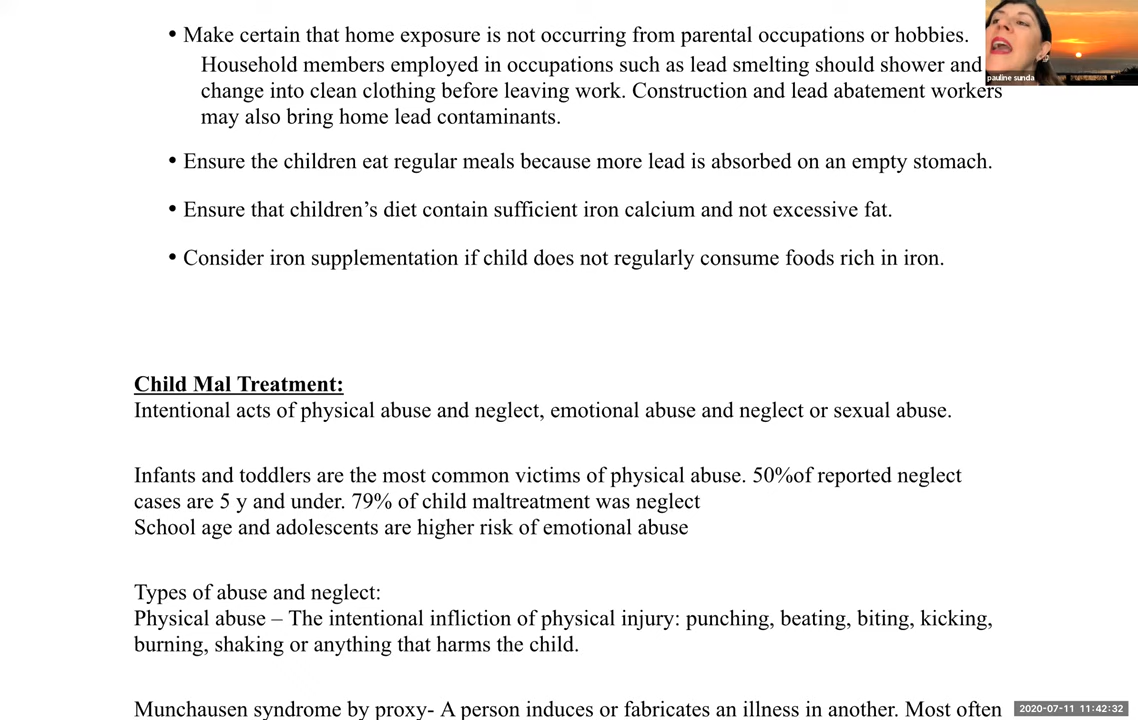 • Make certain that home exposure is not occurring from parental occupations or hobbies.
Household members employed in occupations such as lead smelting should shower and
change into clean clothing before leaving work. Construction and lead abatement workers
may also bring home lead contaminants.
• Ensure the children eat regular meals because more lead is absorbed on an empty stomach.
• Ensure that children’s diet contain sufficient iron calcium and not excessive fat.
• Consider iron supplementation if child does not regularly consume foods rich in iron.
Child Mal Treatment:
Intentional acts of physical abuse and neglect, emotional abuse and neglect or sexual abuse.
Infants and toddlers are the most common victims of physical abuse. 50%of reported neglect
cases are 5 y and under. 79% of child maltreatment was neglect
School age and adolescents are higher risk of emotional abuse
Types of abuse and neglect:
Physical abuse – The intentional infliction of physical injury: punching, beating, biting, kicking,
burning, shaking or anything that harms the child.
Munchausen syndrome by proxy- A person induces or fabricates an illness in another. Most often
pauline sunda
2020-07-11 11:42:32